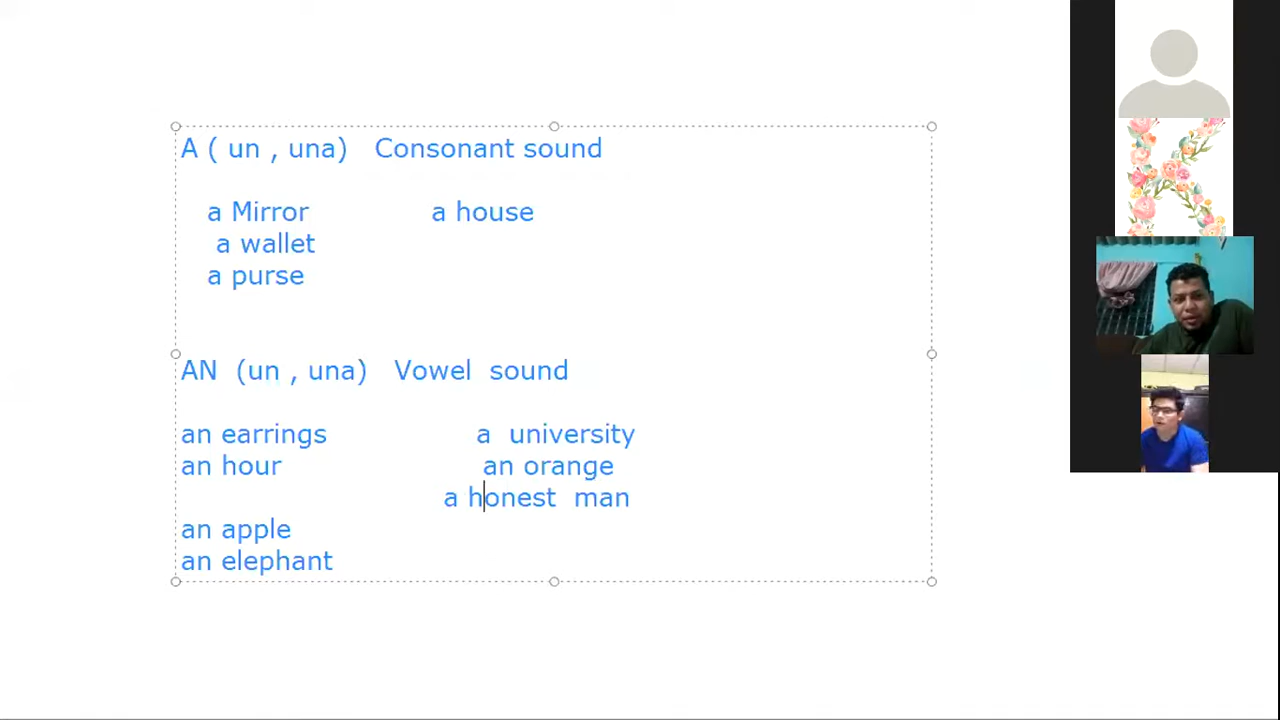 A ( un , una) Consonant sound
a Mirror a house
a wallet
a purse
AN (un , una) Vowel sound
an earrings a university
an hour an orange
a honest man
an apple
an elephant